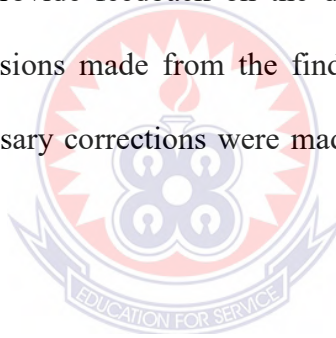 provide feedback on the
sions made from the find
sary corrections were mad
EDUCATION FOR SERVICE